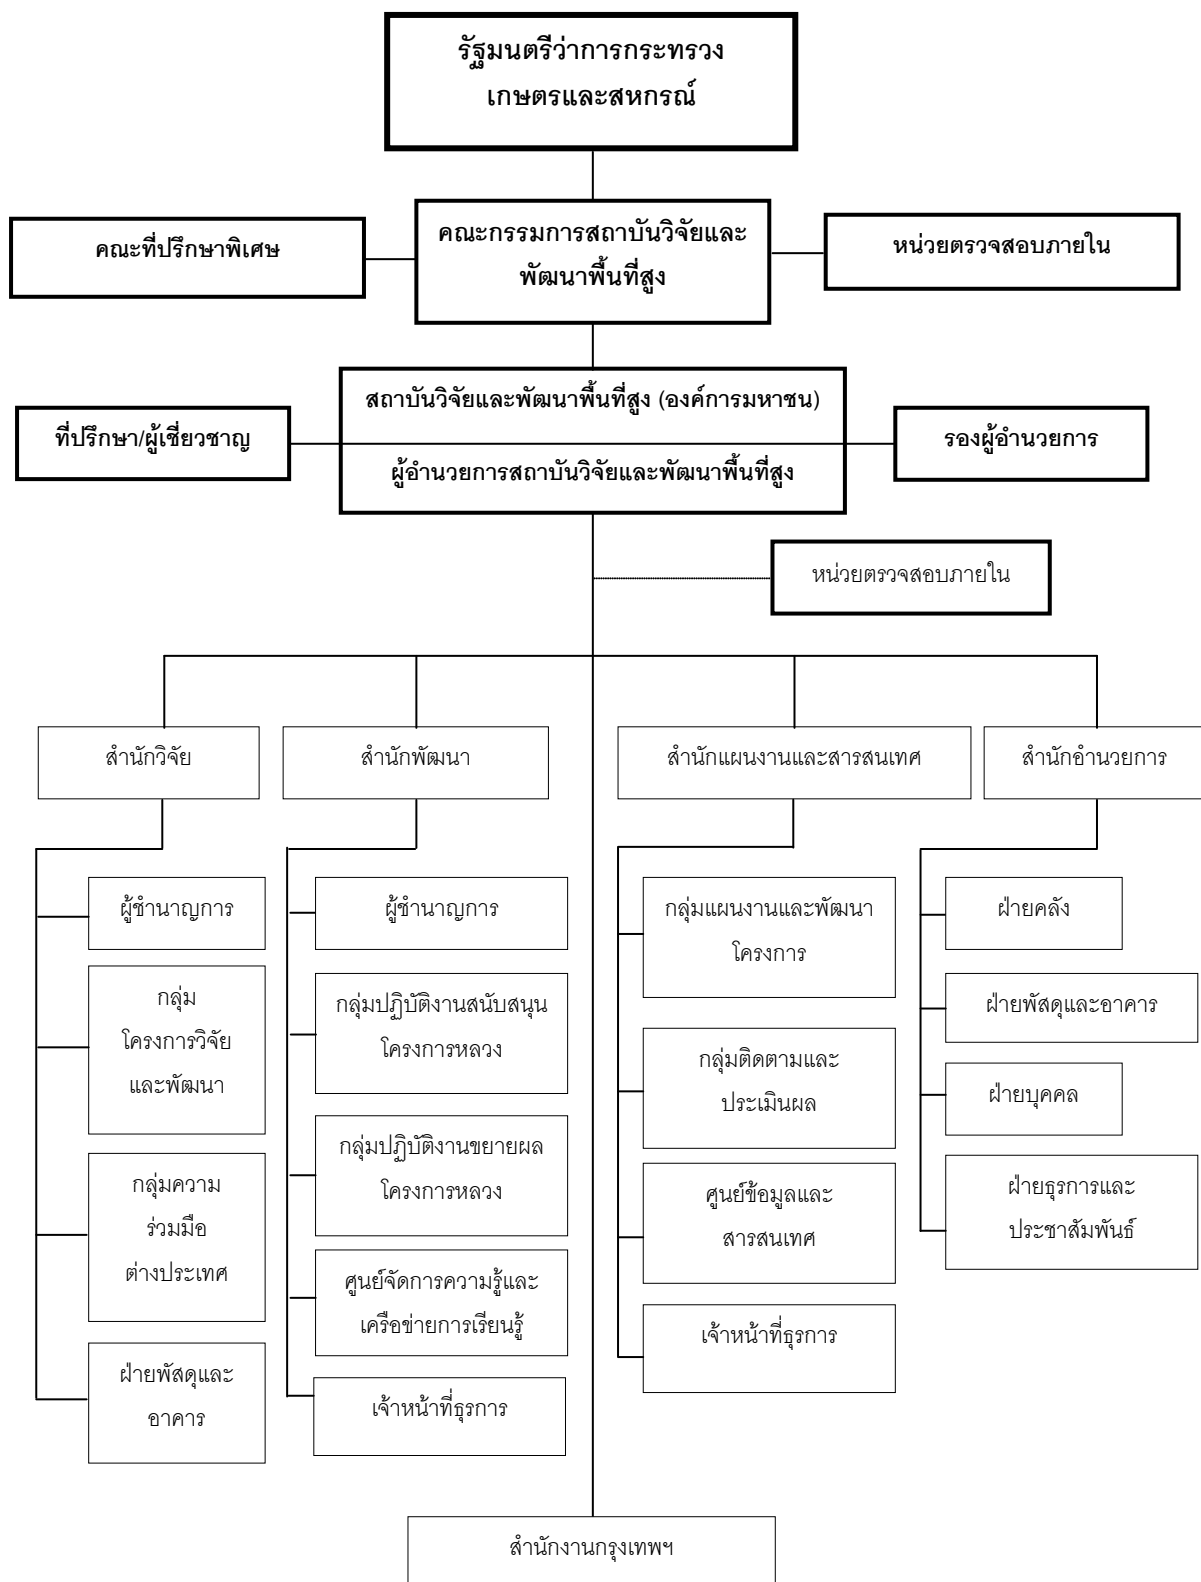 รัฐมนตรีว่าการกระทรวง
เกษตรและสหกรณ์
คณะที่ปรึกษาพิเศษ
คณะกรรมการสถาบันวิจัยและ
พัฒนาพื้นที่สูง
หน่วยตรวจสอบภายใน
สถาบันวิจัยและพัฒนาพื้นที่สูง (องค์การมหาชน)
ที่ปรึกษา/ผู้เชี่ยวชาญ
ผู้อำนวยการสถาบันวิจัยและพัฒนาพื้นที่สูง
รองผู้อำนวยการ
หน่วยตรวจสอบภายใน
สำนักวิจัย
สำนักพัฒนา
สำนักแผนงานและสารสนเทศ
สำนักอำนวยการ
ผู้ชำนาญการ
กลุ่ม
โครงการวิจัย
และพัฒนา
กลุ่มความ
ร่วมมือ
ต่างประเทศ
ฝ่ายพัสดุและ
อาคาร
ผู้ชำนาญการ
กลุ่มปฏิบัติงานสนับสนุน
โครงการหลวง
กลุ่มปฏิบัติงานขยายผล
โครงการหลวง
ศูนย์จัดการความรู้และ
เครือข่ายการเรียนรู้
เจ้าหน้าที่ธุรการ
กลุ่มแผนงานและพัฒนา
โครงการ
กลุ่มติดตามและ
ประเมินผล
ศูนย์ข้อมูลและ
สารสนเทศ
เจ้าหน้าที่ธุรการ
ฝ่ายคลัง
ฝ่ายพัสดุและอาคาร
ฝ่ายบุคคล
ฝ่ายธุรการและ
ประชาสัมพันธ์
สำนักงานกรุงเทพฯ